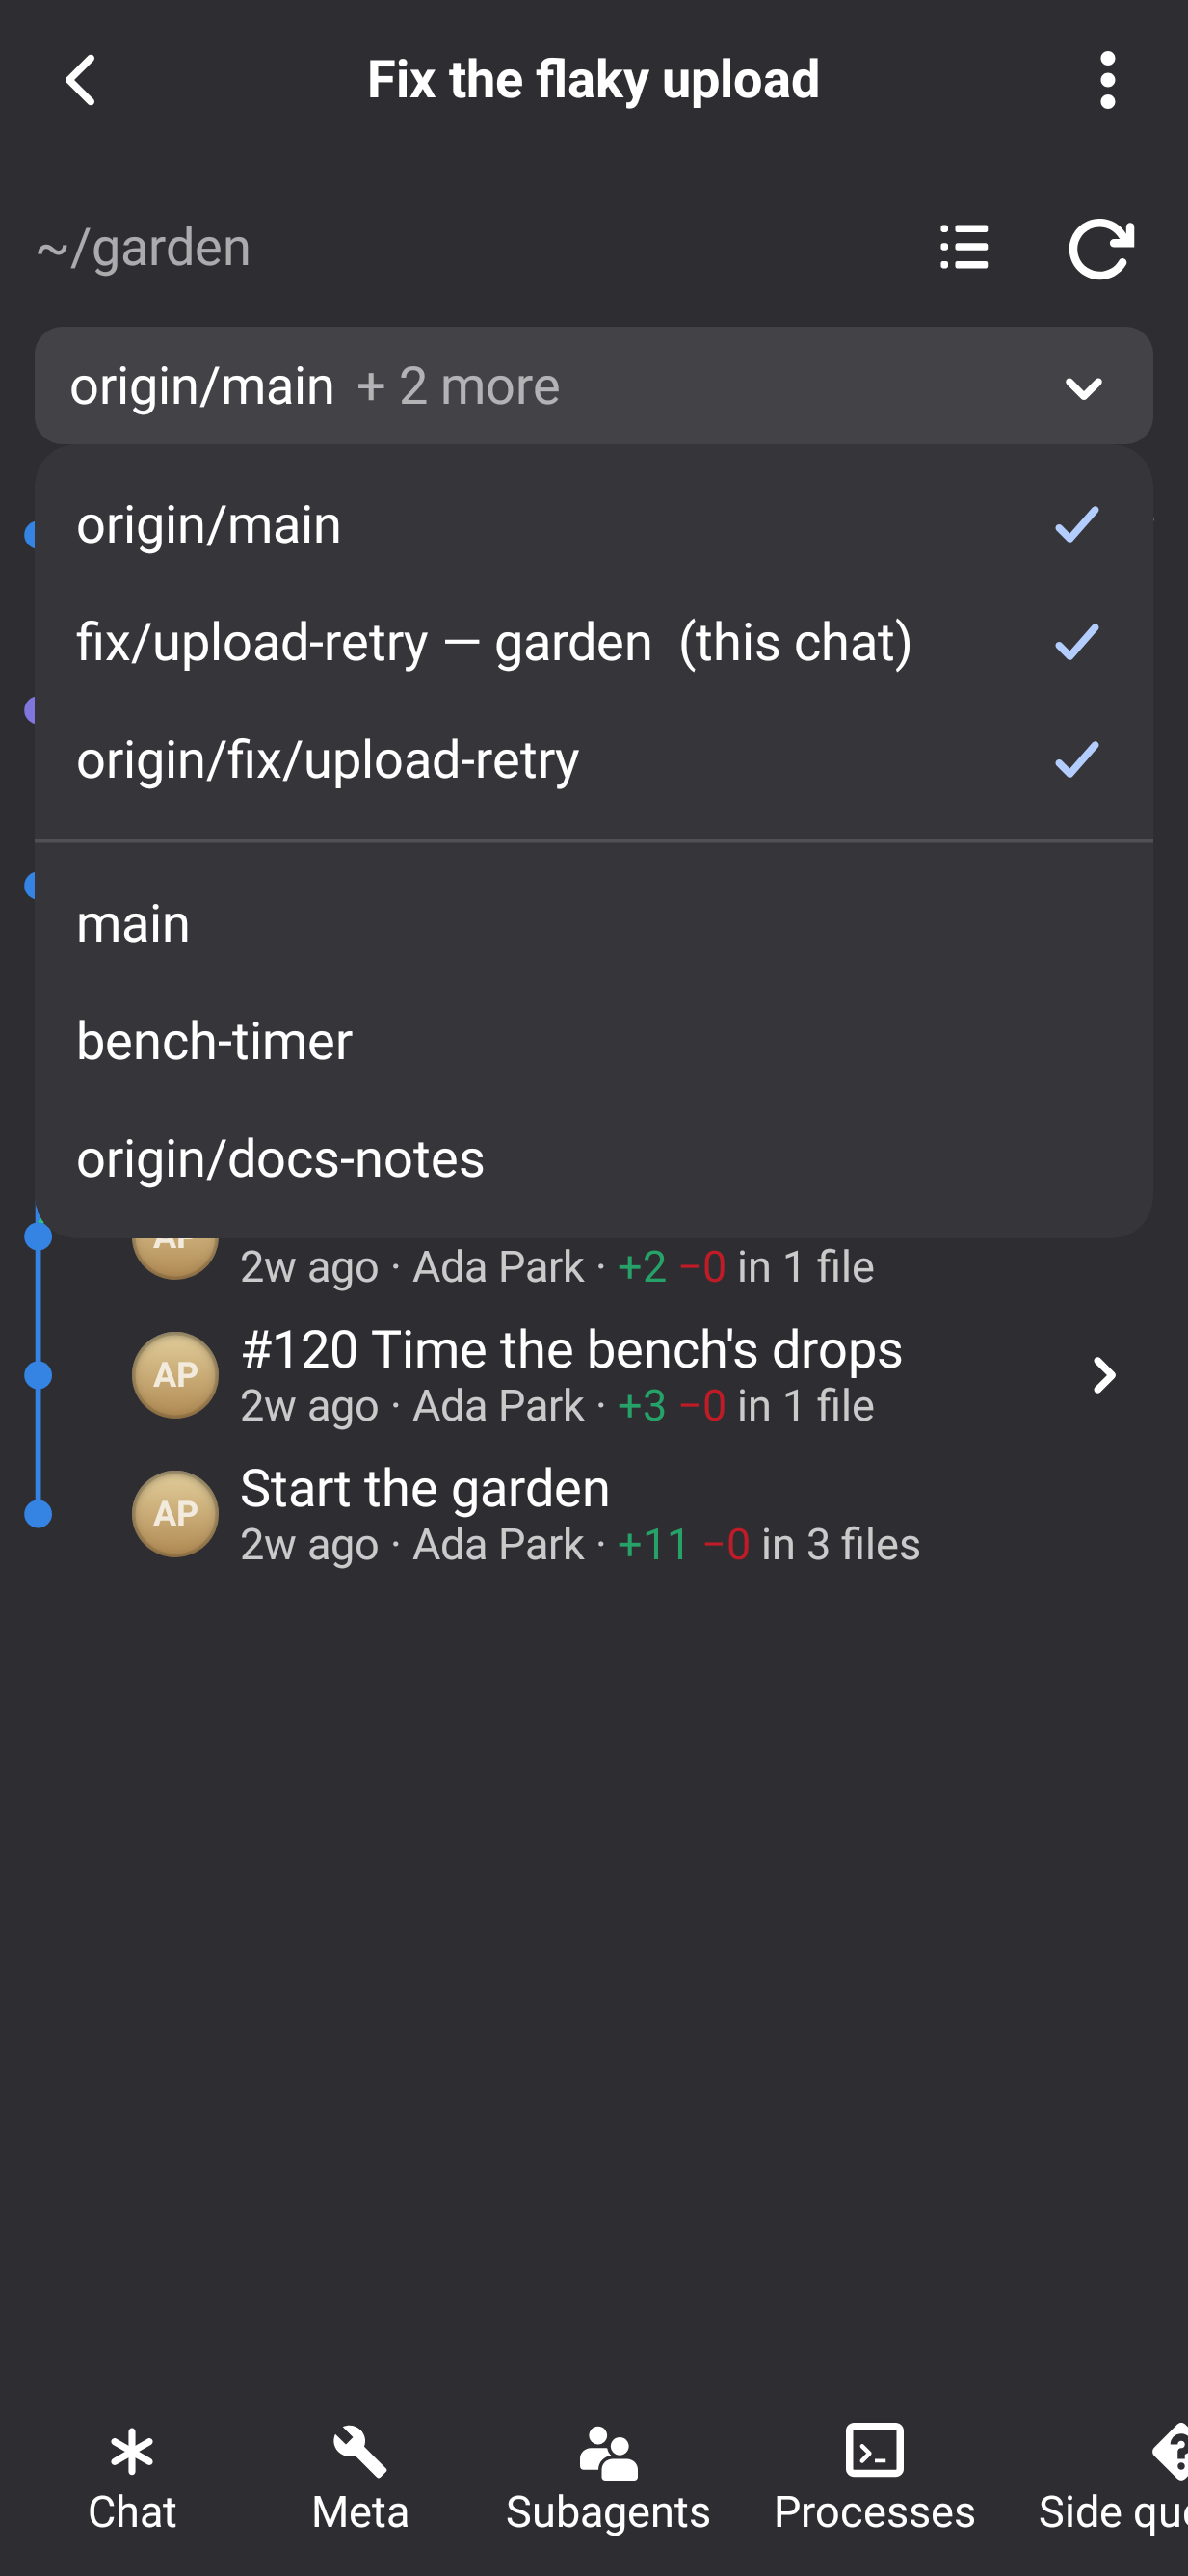 Fix the flaky upload
~/garden
origin/main + 2 more
origin/main
fix/upload-retry — garden (this chat)
origin/fix/upload-retry
main
bench-timer
origin/docs-notes
AP
2w ago · Ada Park · +2 −0 in 1 file
#120 Time the bench's drops
AP
2w ago · Ada Park · +3 −0 in 1 file
Start the garden
AP
2w ago · Ada Park · +11 −0 in 3 files
Chat
Meta
Subagents
Processes
Side que